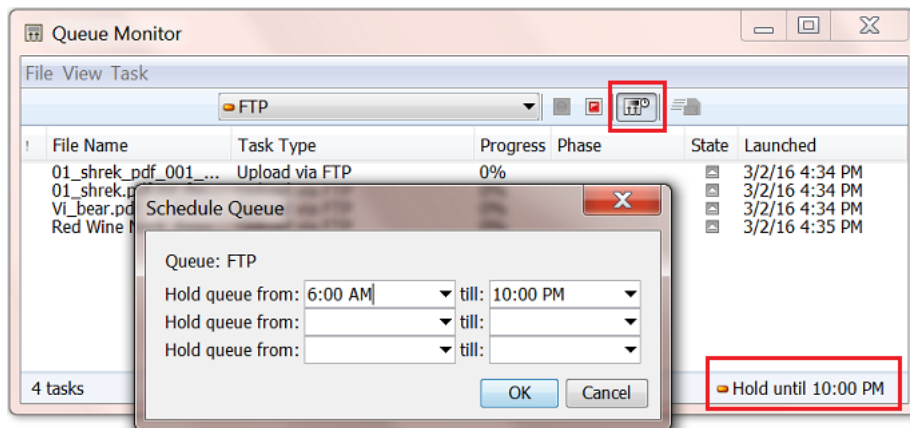 Queue Monitor
File View Task
FTP
! File Name Task Type Progress Phase State Launched
01_shrek_pdf_001_... Upload via FTP 0% 3/2/16 4:34 PM
01_shrek.p 3/2/16 4:34 PM
Vi_bear.pd 3/2/16 4:34 PM
Red Wine 3/2/16 4:35 PM
Schedule Queue
Queue: FTP
Hold queue from: 6:00 AM till: 10:00 PM
Hold queue from: till:
Hold queue from: till:
OK Cancel
4 tasks Hold until 10:00 PM